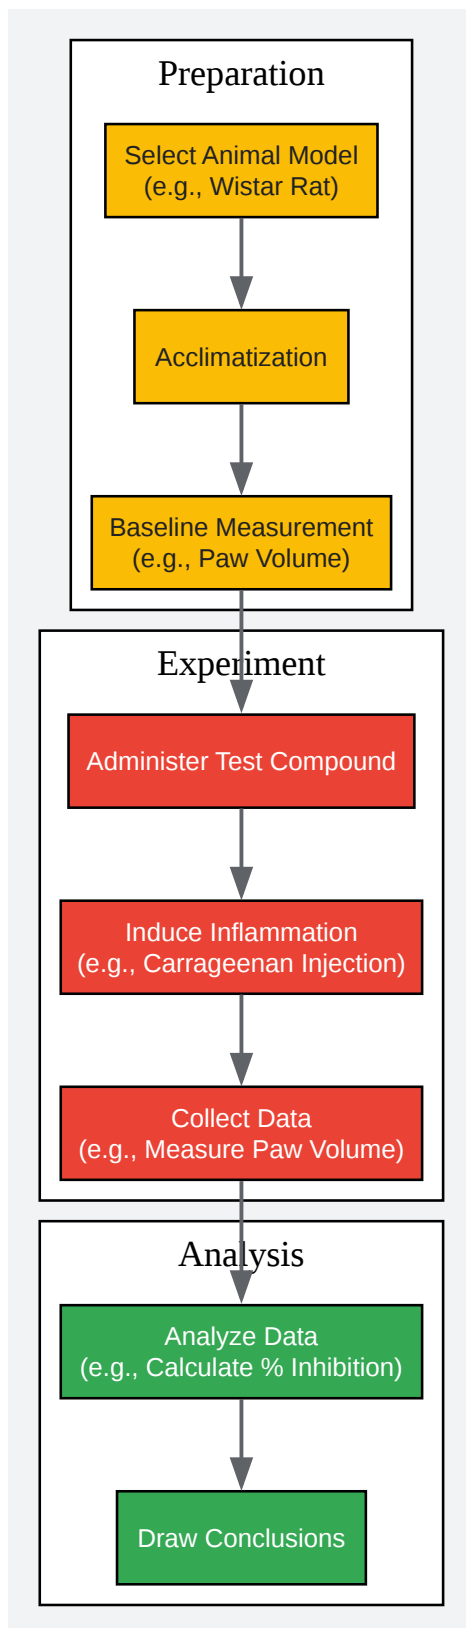 Preparation
Select Animal Model
(e.g., Wistar Rat)
Acclimatization
Baseline Measurement
(e.g., Paw Volume)
Experiment
Administer Test Compound
Induce Inflammation
(e.g., Carrageenan Injection)
Collect Data
(e.g., Measure Paw Volume)
Analysis
Analyze Data
(e.g., Calculate % Inhibition)
Draw Conclusions